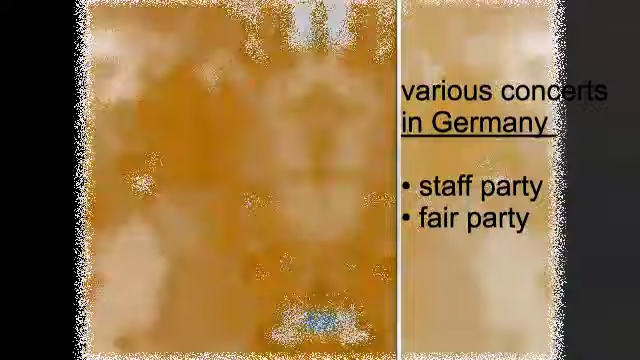 various concerts
in Germany
• staff party
• fair party